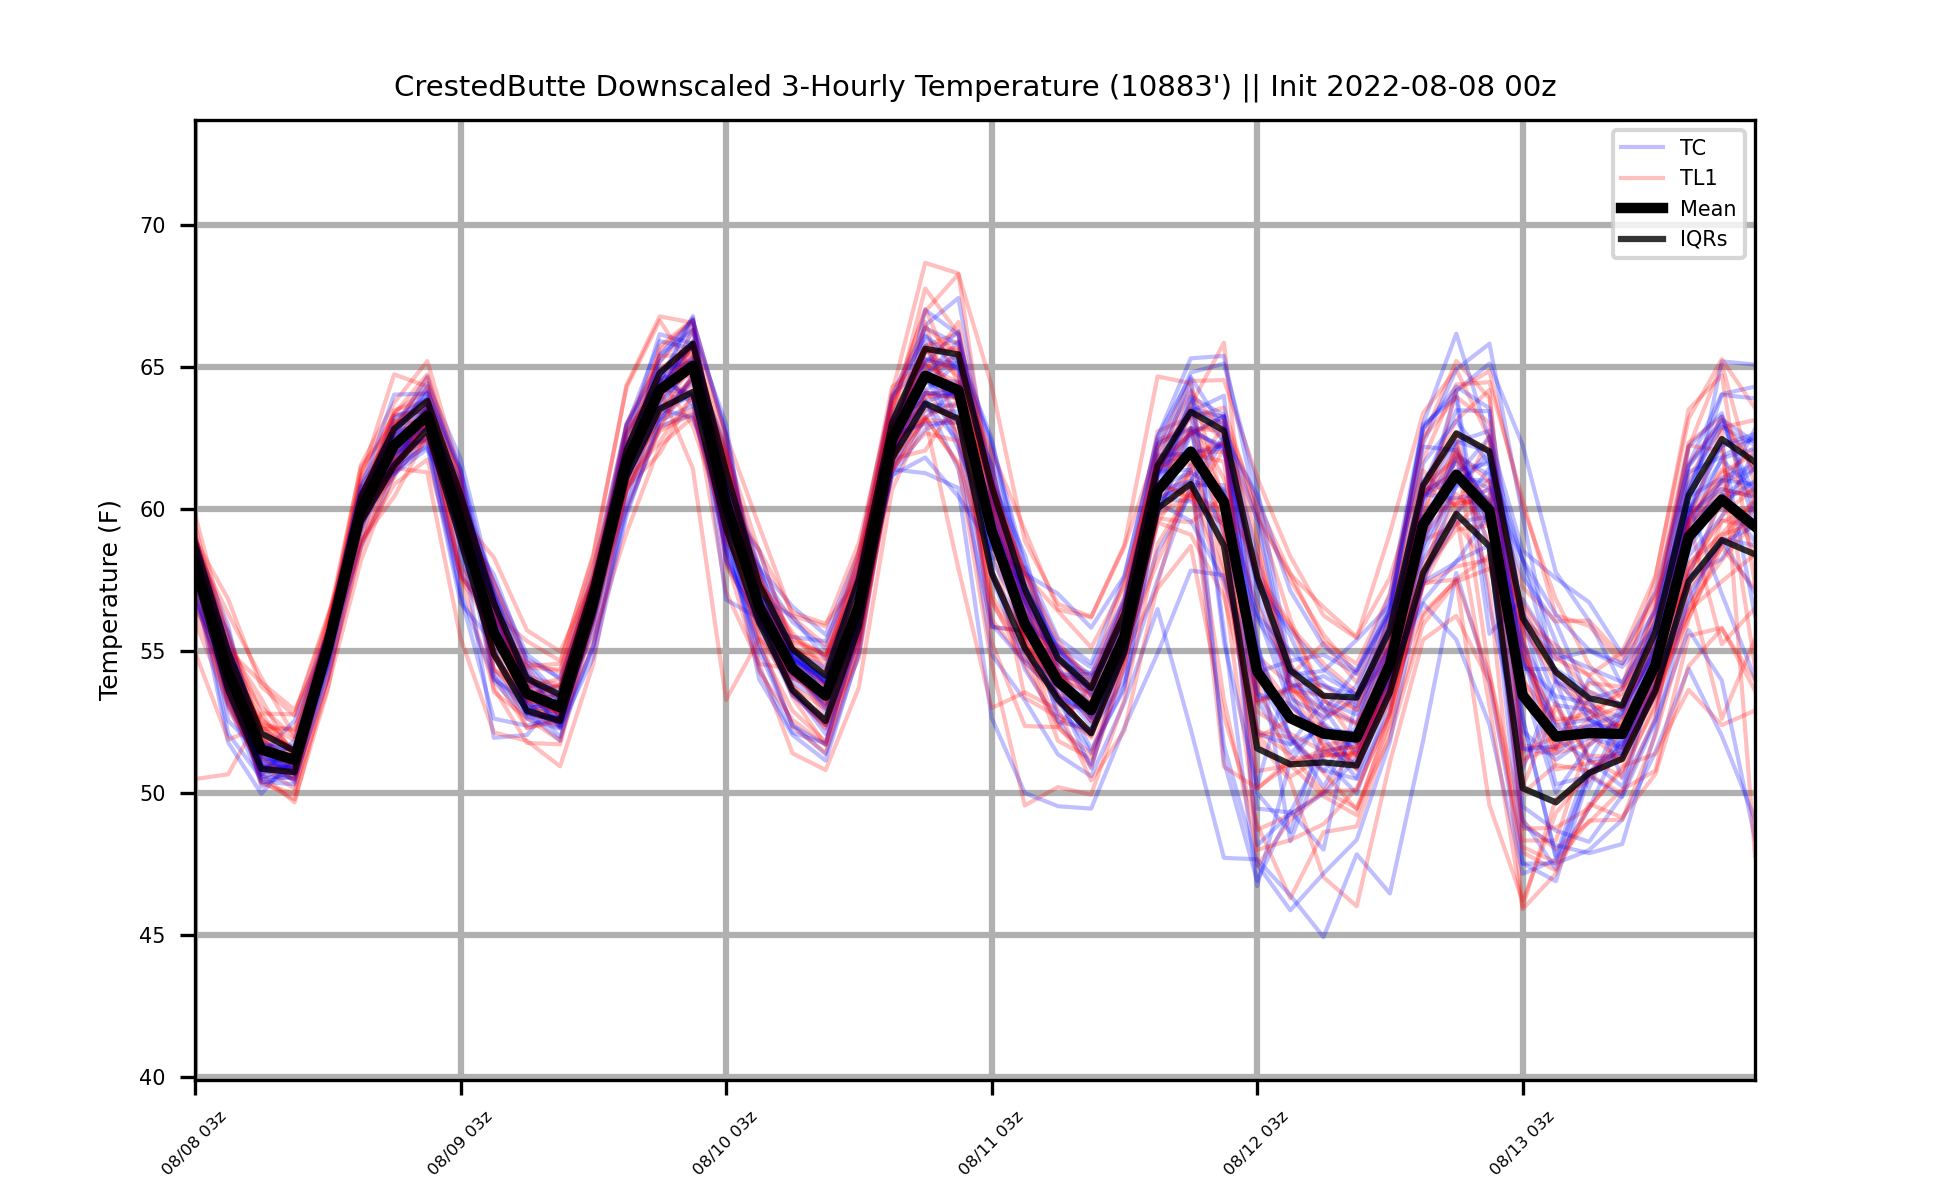 CrestedButte Downscaled 3-Hourly Temperature (10883') || Init 2022-08-08 00z
TC
TL1
Mean
IQRs
Temperature (F)
70
65
60
55
50
45
40
08/08 03z
08/09 03z
08/10 03z
08/11 03z
08/12 03z
08/13 03z